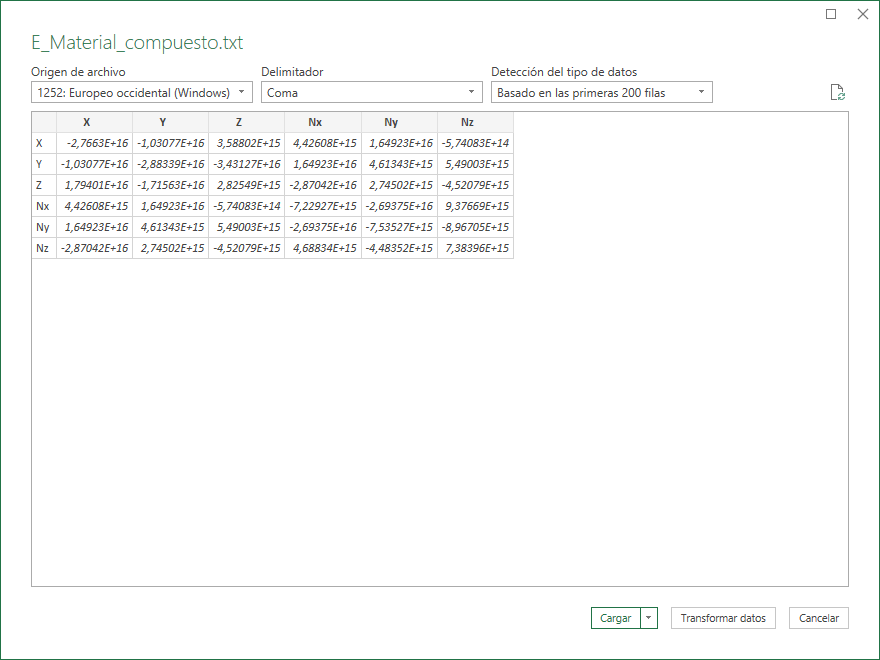 E_Material_compuesto.txt
Origen de archivo Delimitador Detección del tipo de datos
1252: Europeo occidental (Windows) Coma Basado en las primeras 200 filas
X Y Z Nx Ny Nz
X -2,7663E+16 -1,03077E+16 3,58802E+15 4,42608E+15 1,64923E+16 -5,74083E+14
Y -1,03077E+16 -2,88339E+16 -3,43127E+16 1,64923E+16 4,61343E+15 5,49003E+15
Z 1,79401E+16 -1,71563E+16 2,82549E+15 -2,87042E+16 2,74502E+15 -4,52079E+15
Nx 4,42608E+15 1,64923E+16 -5,74083E+14 -7,22927E+15 -2,69375E+16 9,37669E+15
Ny 1,64923E+16 4,61343E+15 5,49003E+15 -2,69375E+16 -7,53527E+15 -8,96705E+15
Nz -2,87042E+16 2,74502E+15 -4,52079E+15 4,68834E+15 -4,48352E+15 7,38396E+15
Cargar Transformar datos Cancelar